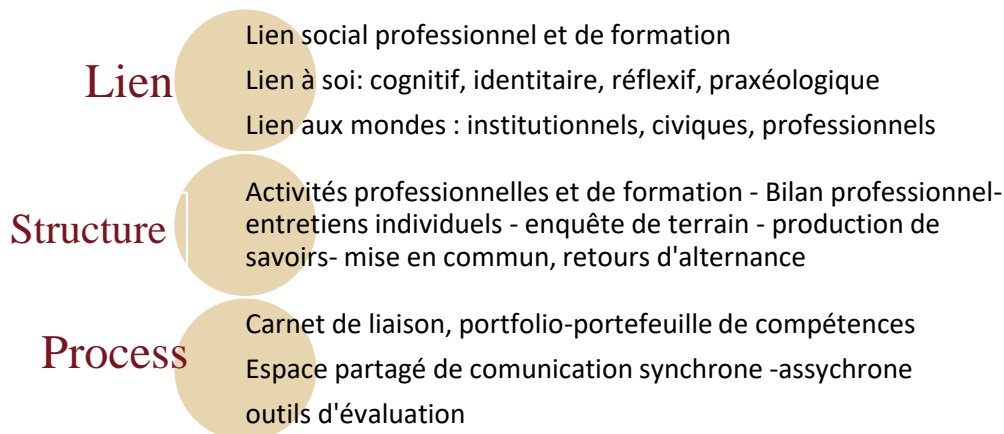 Lien
Lien social professionnel et de formation
Lien à soi: cognitif, identitaire, réflexif, praxéologique
Lien aux mondes : institutionnels, civiques, professionnels
Structure
Activités professionnelles et de formation - Bilan professionnel-
entretiens individuels - enquête de terrain - production de
savoirs- mise en commun, retours d'alternance
Process
Carnet de liaison, portfolio-portefeuille de compétences
Espace partagé de comunication synchrone -assychrone
outils d'évaluation